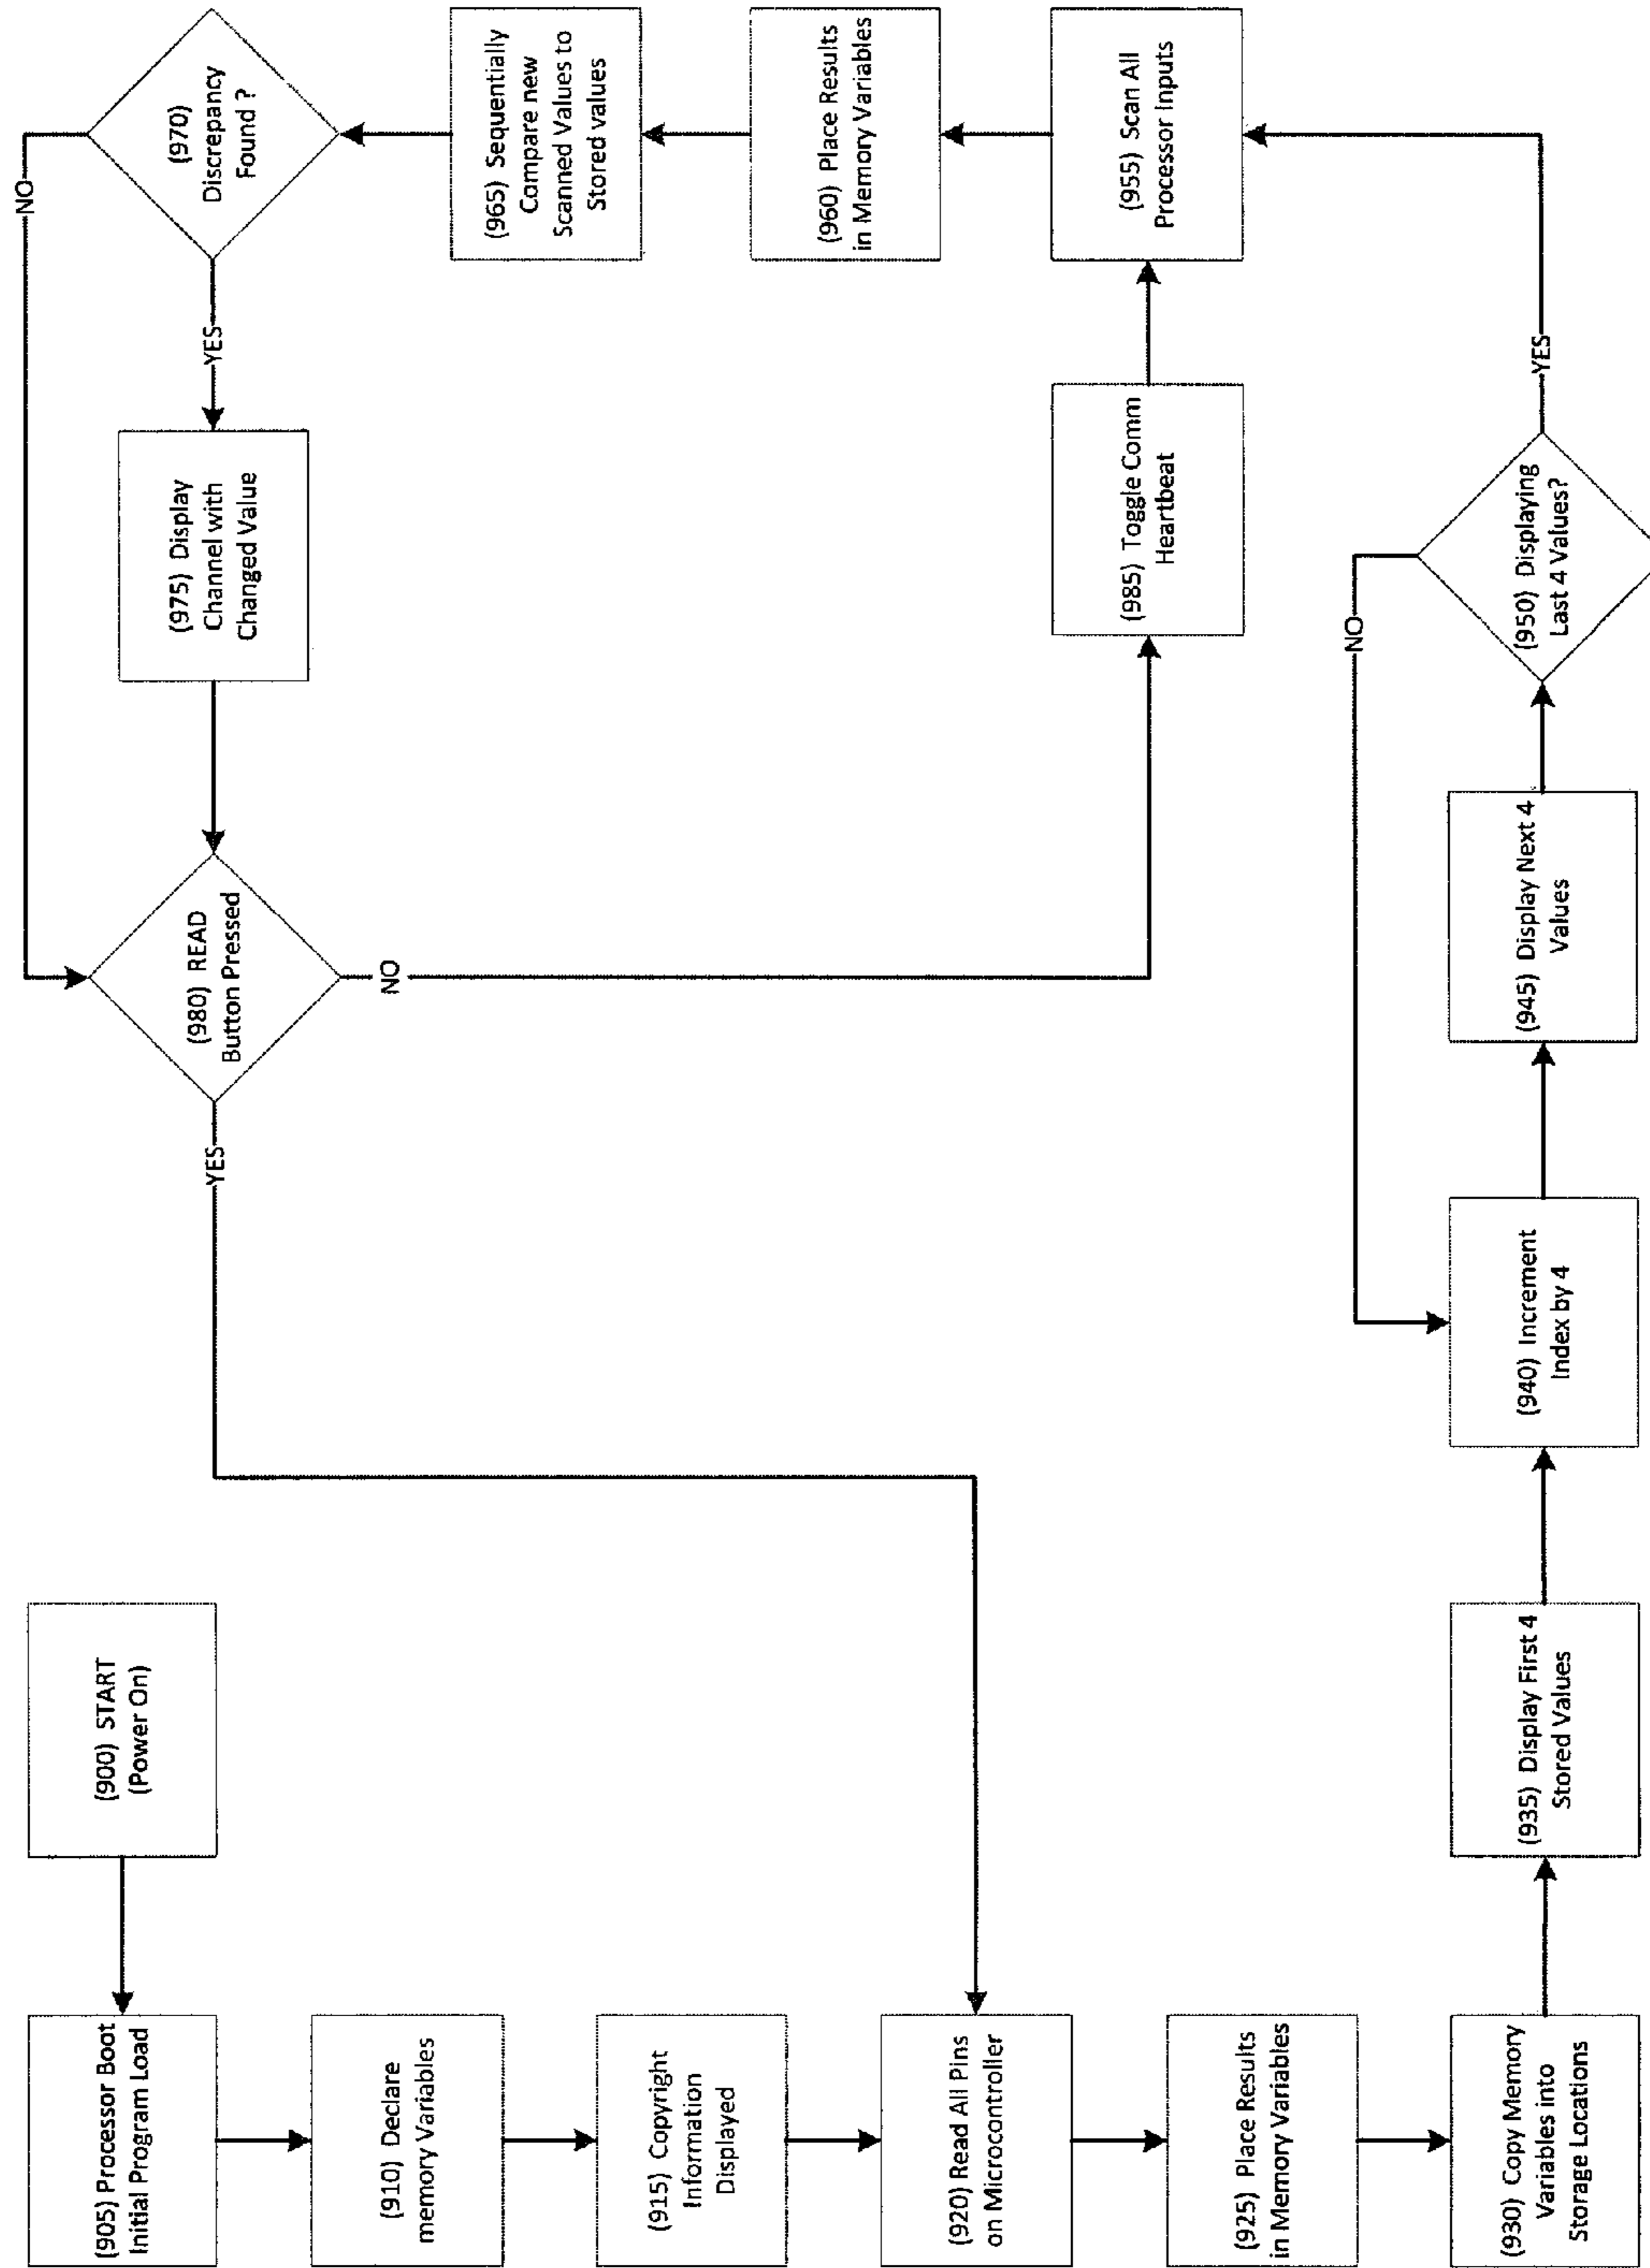 (900) START
(Power On)
(905) Processor Boot
Initial Program Load
(910) Declare
memory Variables
(915) Copyright
Information
Displayed
(920) Read All Pins
on Microcontroller
(925) Place Results
in Memory Variables
(930) Copy Memory
Variables into
Storage Locations
(935) Display First 4
Stored Values
(940) Increment
Index by 4
(945) Display Next 4
Values
(950) Displaying
Last 4 Values?
NO
YES
(955) Scan All
Processor Inputs
(960) Place Results
in Memory Variables
(965) Sequentially
Compare new
Scanned Values to
Stored values
(970)
Discrepancy
Found ?
NO
YES
(975) Display
Channel with
Changed Value
(980) READ
Button Pressed
YES
NO
(985) Toggle Comm
Heartbeat